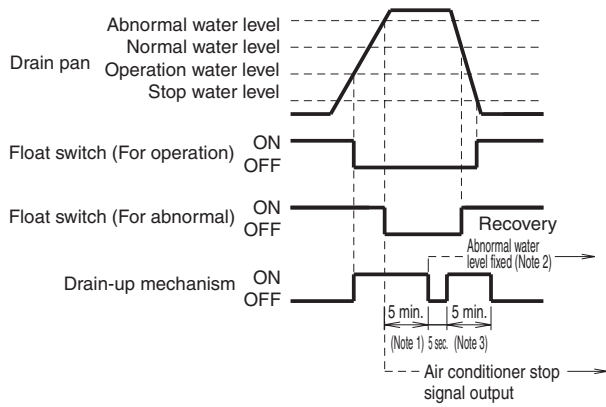 Abnormal water level
Normal water level
Drain pan
Operation water level
Stop water level
Float switch (For operation)
ON
OFF
Float switch (For abnormal)
ON
OFF
Recovery
Abnormal water
level fixed (Note 2)
Drain-up mechanism
ON
OFF
5 min.
5 min.
(Note 1)
5 sec.
(Note 3)
Air conditioner stop
signal output